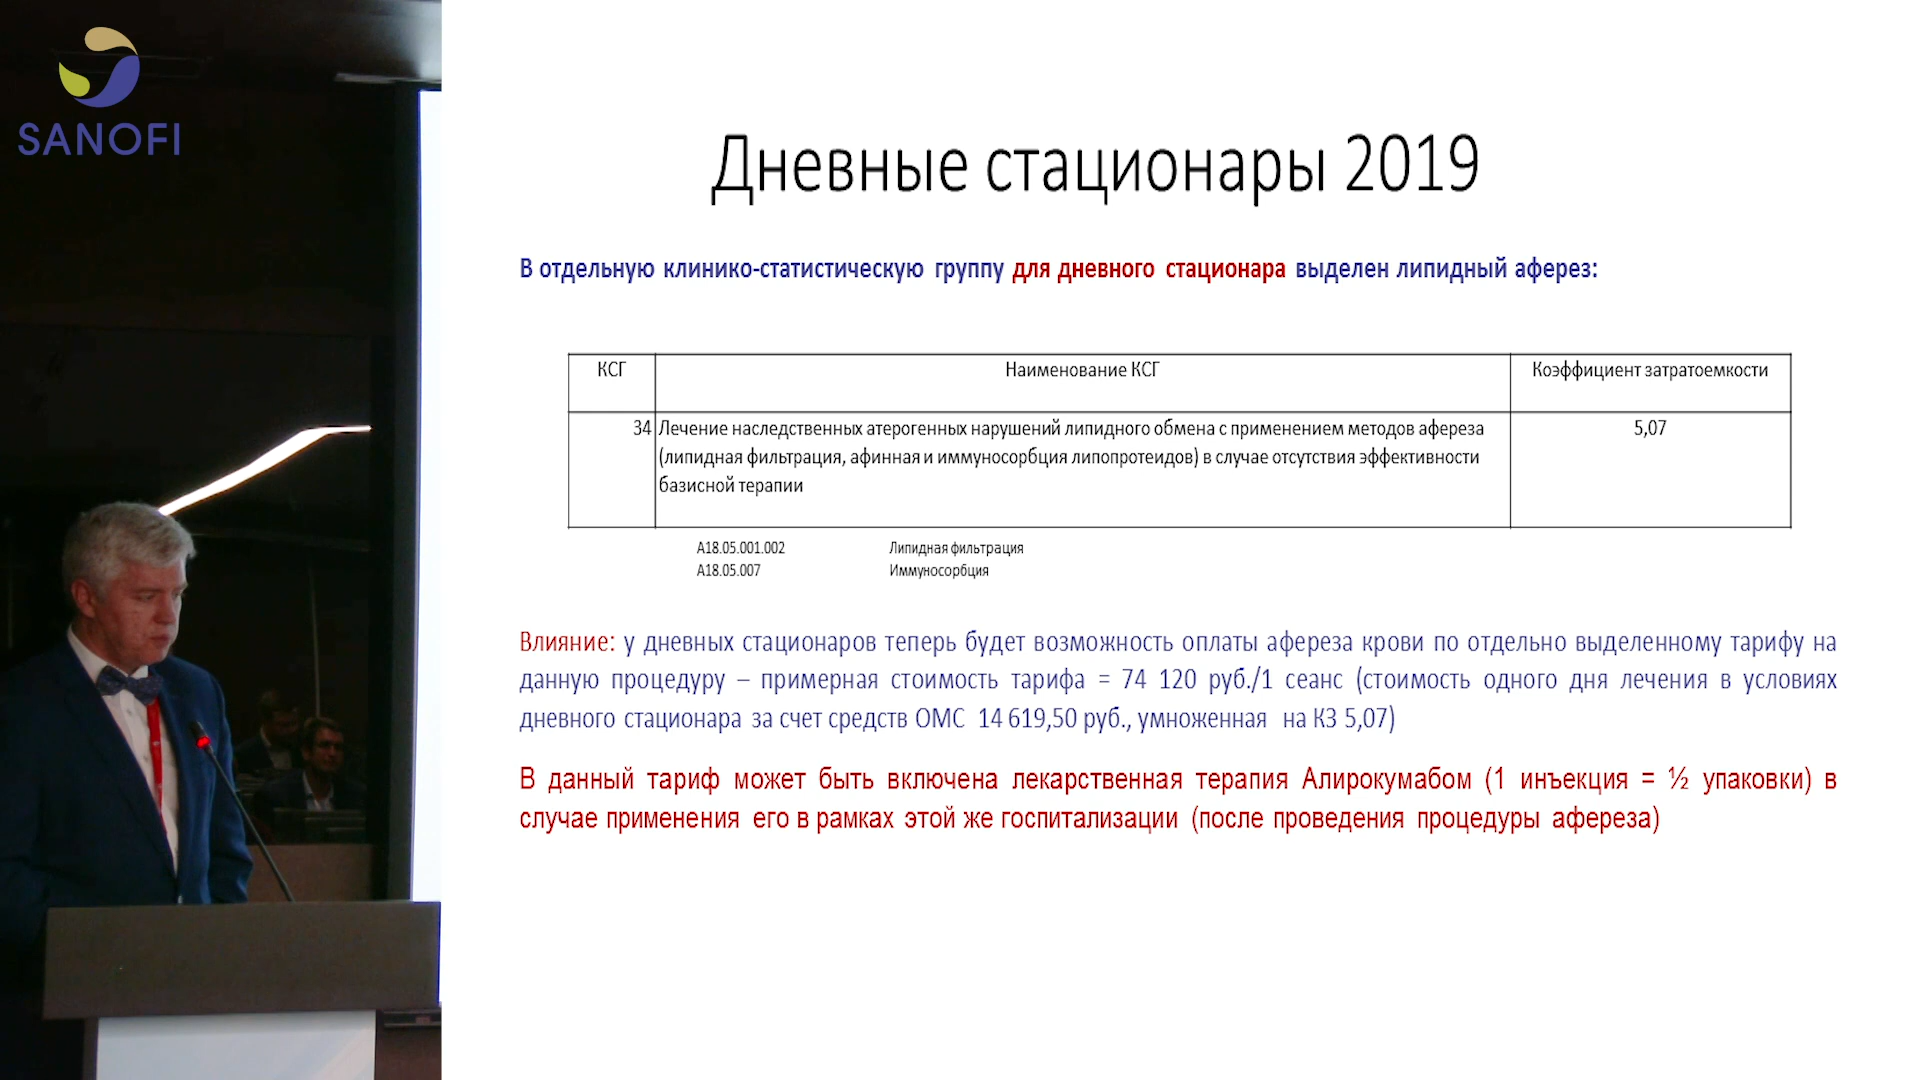 SANOFI
Дневные стационары 2019
В отдельную клинико-статистическую группу для дневного стационара выделен липидный аферез:
КСГ Наименование КСГ Коэффициент затратоемкости
34 Лечение наследственных атерогенных нарушений липидного обмена с применением методов афереза 5,07
(липидная фильтрация, афинная и иммуносорбция липопротеидов) в случае отсутствия эффективности
базисной терапии
A18.05.001.002 Липидная фильтрация
A18.05.007 Иммуносорбция
Влияние: у дневных стационаров теперь будет возможность оплаты афереза крови по отдельно выделенному тарифу на
данную процедуру – примерная стоимость тарифа = 74 120 руб./1 сеанс (стоимость одного дня лечения в условиях
дневного стационара за счет средств ОМС 14 619,50 руб., умноженная на КЗ 5,07)
В данный тариф может быть включена лекарственная терапия Алирокумабом (1 инъекция = ½ упаковки) в
случае применения его в рамках этой же госпитализации (после проведения процедуры афереза)